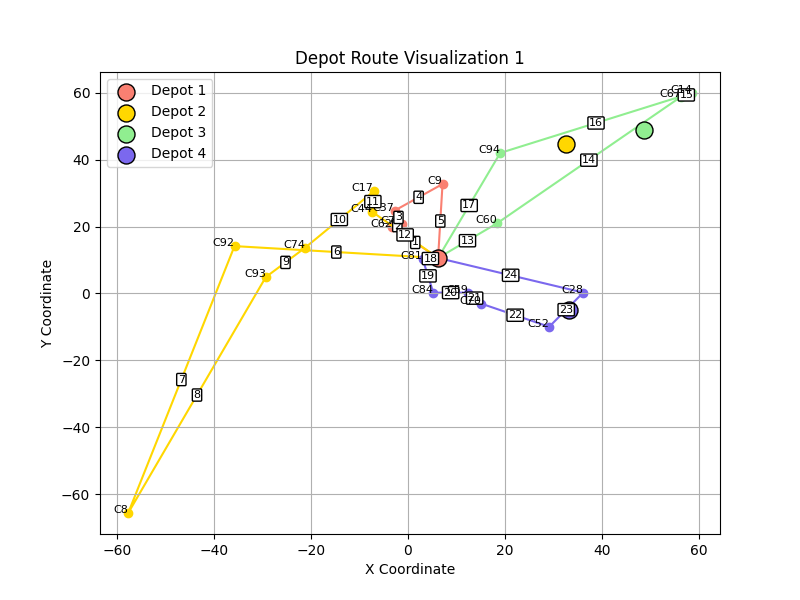 Depot Route Visualization 1
Depot 1
Depot 2
Depot 3
Depot 4
Y Coordinate
60
40
20
0
−20
−40
−60
−60
−40
−20
0
20
40
60
X Coordinate
C14
15
16
C94
14
C9
C17
4
11
17
3
10
C60
5
12
13
1
C92
C74
6
C81
18
9
C93
19
24
C84
20
C28
21
22
23
C52
7
8
C8